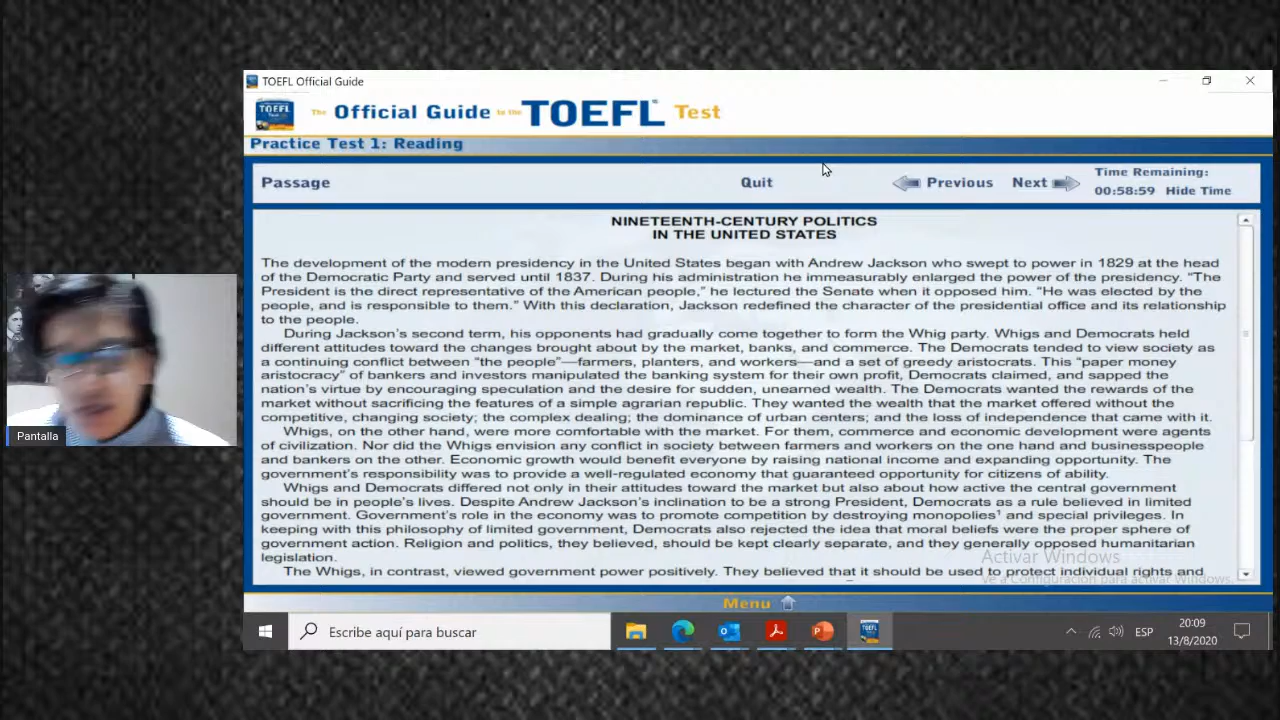 TOEFL Official Guide
The Official Guide to the TOEFL Test
Practice Test 1: Reading
Passage
Quit
Previous
Next
Time Remaining:
00:58:59 Hide Time
NINETEENTH-CENTURY POLITICS
IN THE UNITED STATES
The development of the modern presidency in the United States began with Andrew Jackson who swept to power in 1829 at the head
of the Democratic Party and served until 1837. During his administration he immeasurably enlarged the power of the presidency. “The
President is the direct representative of the American people,” he lectured the Senate when it opposed him. “He was elected by the
people, and is responsible to them.” With this declaration, Jackson redefined the character of the presidential office and its relationship
to the people.
During Jackson’s second term, his opponents had gradually come together to form the Whig party. Whigs and Democrats held
different attitudes toward the changes brought about by the market, banks, and commerce. The Democrats tended to view society as
a continuing conflict between “the people”—farmers, planters, and workers—and a set of greedy aristocrats. This “paper money
aristocracy” of bankers and investors manipulated the banking system for their own profit, Democrats claimed, and sapped the
nation’s virtue by encouraging speculation and the desire for sudden, unearned wealth. The Democrats wanted the rewards of the
market without sacrificing the features of a simple agrarian republic. They wanted the wealth that the market offered without the
competitive, changing society; the complex dealing; the dominance of urban centers; and the loss of independence that came with it.
Whigs, on the other hand, were more comfortable with the market. For them, commerce and economic development were agents
of civilization. Nor did the Whigs envision any conflict in society between farmers and workers on the one hand and businesspeople
and bankers on the other. Economic growth would benefit everyone by raising national income and expanding opportunity. The
government’s responsibility was to provide a well-regulated economy that guaranteed opportunity for citizens of ability.
Whigs and Democrats differed not only in their attitudes toward the market but also about how active the central government
should be in people’s lives. Despite Andrew Jackson’s inclination to be a strong President, Democrats as a rule believed in limited
government. Government’s role in the economy was to promote competition by destroying monopolies¹ and special privileges. In
keeping with this philosophy of limited government, Democrats also rejected the idea that moral beliefs were the proper sphere of
government action. Religion and politics, they believed, should be kept clearly separate, and they generally opposed humanitarian
legislation.
The Whigs, in contrast, viewed government power positively. They believed that it should be used to protect individual rights and
Activar Windows
Ve a Configuración para activar Windows.
Menu
Pantalla
Escribe aquí para buscar
ESP
20:09
13/8/2020